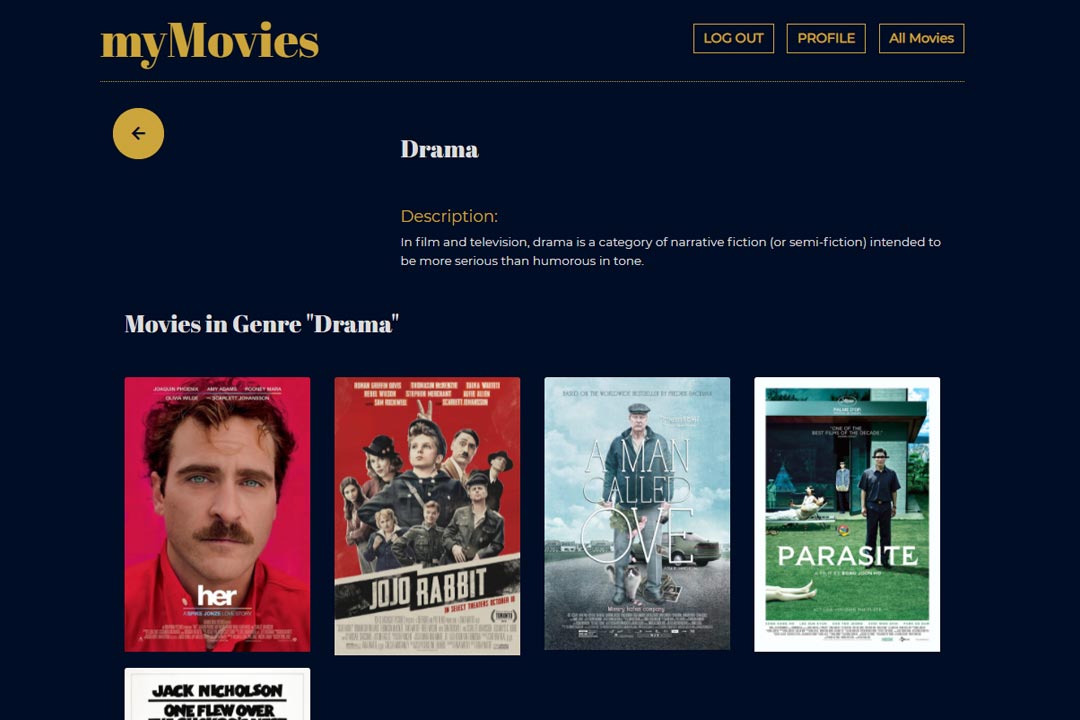 myMovies
LOG OUT
PROFILE
All Movies
Drama
Description:
In film and television, drama is a category of narrative fiction (or semi-fiction) intended to
be more serious than humorous in tone.
Movies in Genre "Drama"
JOAQUIN PHOENIX AMY ADAMS ROONEY MARA
OLIVIA WILDE AND SCARLETT JOHANSSON
her
A SPIKE JONZE LOVE STORY
ROMAN GRIFFIN DAVIS THOMASIN MCKENZIE TAIKA WAITITI
REBEL WILSON STEPHEN MERCHANT ALFIE ALLEN
SAM ROCKWELL SCARLETT JOHANSSON
JOJO RABBIT
IN SELECT THEATERS OCTOBER 18
BASED ON THE WORLDWIDE BESTSELLER BY FREDRIK BACKMAN
A MAN
CALLED
OVE
Misery hates company
PALME D'OR
"ONE OF THE
BEST FILMS OF THE DECADE."
PARASITE
A FILM BY BONG JOON HO
JACK NICHOLSON
ONE FLEW OVER